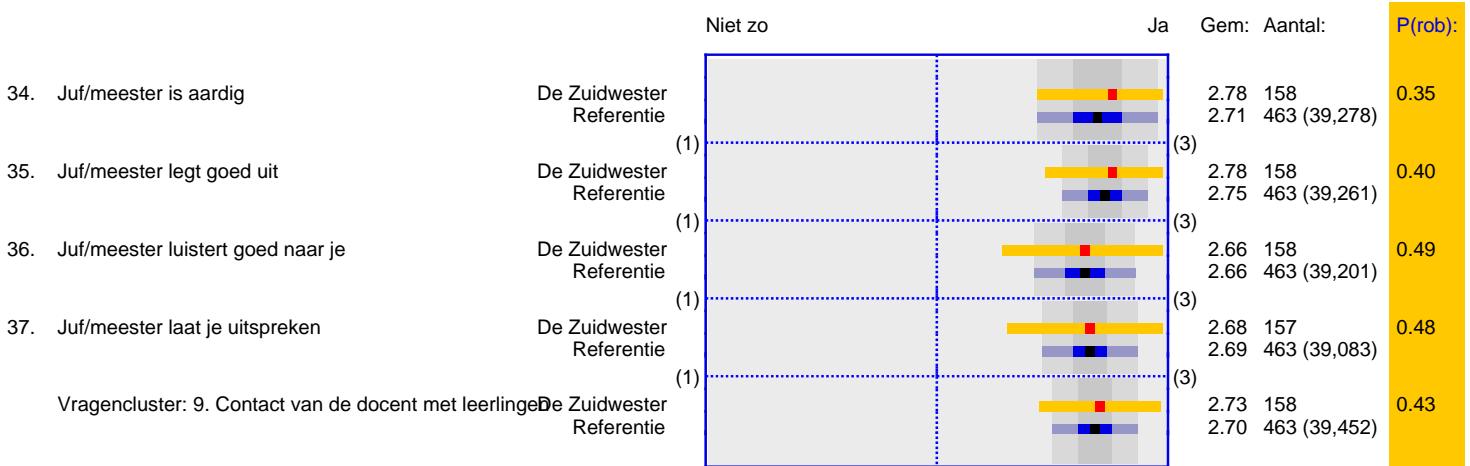 Niet zo Ja Gem: Aantal: P(rob):
34. Juf/meester is aardig De Zuidwester 2.78 158 0.35
Referentie 2.71 463 (39,278)
(1) (3)
35. Juf/meester legt goed uit De Zuidwester 2.78 158 0.40
Referentie 2.75 463 (39,261)
(1) (3)
36. Juf/meester luistert goed naar je De Zuidwester 2.66 158 0.49
Referentie 2.66 463 (39,201)
(1) (3)
37. Juf/meester laat je uitspreken De Zuidwester 2.68 157 0.48
Referentie 2.69 463 (39,083)
(1) (3)
Vragencluster: 9. Contact van de docent met leerlingen De Zuidwester 2.73 158 0.43
Referentie 2.70 463 (39,452)